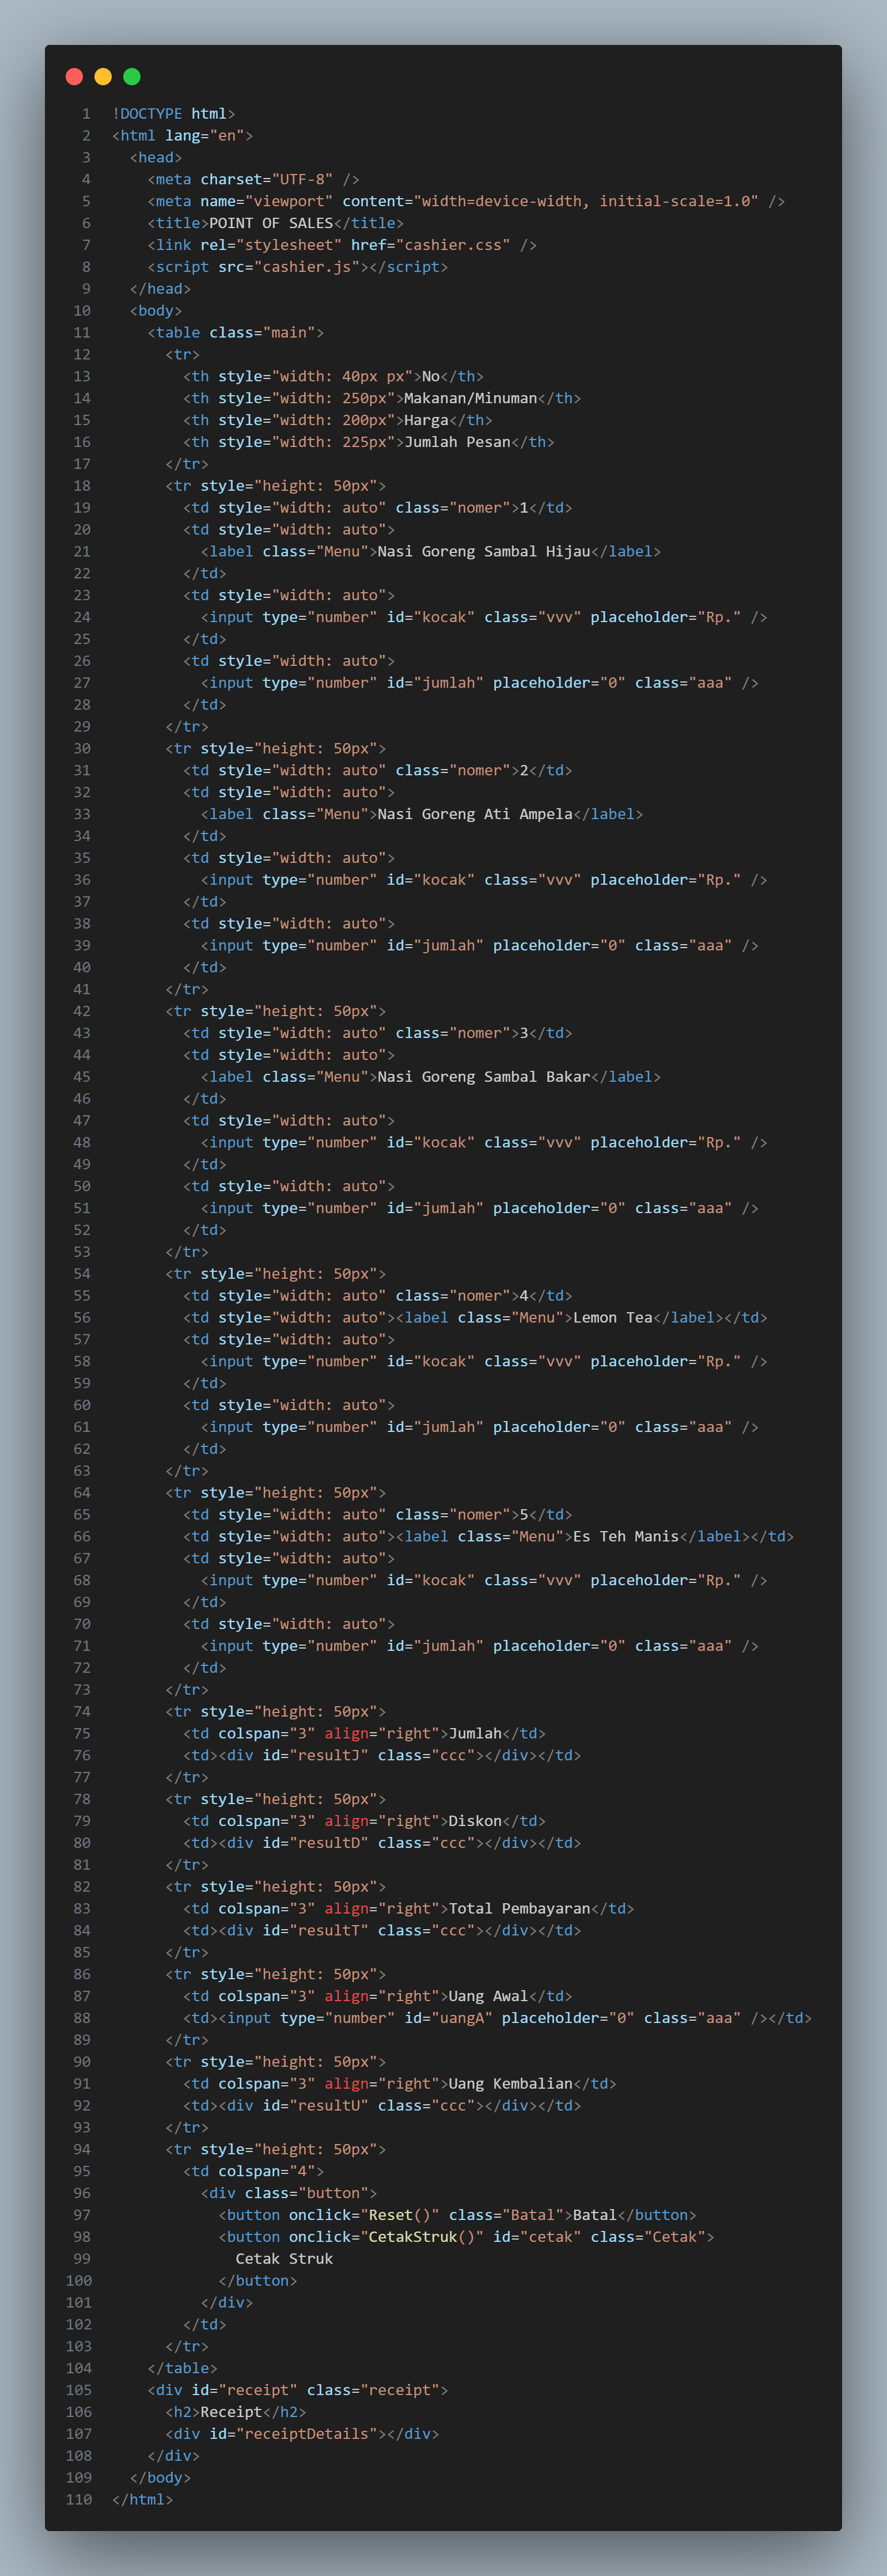 1 !DOCTYPE html>
2 <html lang="en">
3   <head>
4     <meta charset="UTF-8" />
5     <meta name="viewport" content="width=device-width, initial-scale=1.0" />
6     <title>POINT OF SALES</title>
7     <link rel="stylesheet" href="cashier.css" />
8     <script src="cashier.js"></script>
9   </head>
10   <body>
11     <table class="main">
12       <tr>
13         <th style="width: 40px px">No</th>
14         <th style="width: 250px">Makanan/Minuman</th>
15         <th style="width: 200px">Harga</th>
16         <th style="width: 225px">Jumlah Pesan</th>
17       </tr>
18       <tr style="height: 50px">
19         <td style="width: auto" class="nomer">1</td>
20         <td style="width: auto">
21           <label class="Menu">Nasi Goreng Sambal Hijau</label>
22         </td>
23         <td style="width: auto">
24           <input type="number" id="kocak" class="vvv" placeholder="Rp." />
25         </td>
26         <td style="width: auto">
27           <input type="number" id="jumlah" placeholder="0" class="aaa" />
28         </td>
29       </tr>
30       <tr style="height: 50px">
31         <td style="width: auto" class="nomer">2</td>
32         <td style="width: auto">
33           <label class="Menu">Nasi Goreng Ati Ampela</label>
34         </td>
35         <td style="width: auto">
36           <input type="number" id="kocak" class="vvv" placeholder="Rp." />
37         </td>
38         <td style="width: auto">
39           <input type="number" id="jumlah" placeholder="0" class="aaa" />
40         </td>
41       </tr>
42       <tr style="height: 50px">
43         <td style="width: auto" class="nomer">3</td>
44         <td style="width: auto">
45           <label class="Menu">Nasi Goreng Sambal Bakar</label>
46         </td>
47         <td style="width: auto">
48           <input type="number" id="kocak" class="vvv" placeholder="Rp." />
49         </td>
50         <td style="width: auto">
51           <input type="number" id="jumlah" placeholder="0" class="aaa" />
52         </td>
53       </tr>
54       <tr style="height: 50px">
55         <td style="width: auto" class="nomer">4</td>
56         <td style="width: auto"><label class="Menu">Lemon Tea</label></td>
57         <td style="width: auto">
58           <input type="number" id="kocak" class="vvv" placeholder="Rp." />
59         </td>
60         <td style="width: auto">
61           <input type="number" id="jumlah" placeholder="0" class="aaa" />
62         </td>
63       </tr>
64       <tr style="height: 50px">
65         <td style="width: auto" class="nomer">5</td>
66         <td style="width: auto"><label class="Menu">Es Teh Manis</label></td>
67         <td style="width: auto">
68           <input type="number" id="kocak" class="vvv" placeholder="Rp." />
69         </td>
70         <td style="width: auto">
71           <input type="number" id="jumlah" placeholder="0" class="aaa" />
72         </td>
73       </tr>
74       <tr style="height: 50px">
75         <td colspan="3" align="right">Jumlah</td>
76         <td><div id="resultJ" class="ccc"></div></td>
77       </tr>
78       <tr style="height: 50px">
79         <td colspan="3" align="right">Diskon</td>
80         <td><div id="resultD" class="ccc"></div></td>
81       </tr>
82       <tr style="height: 50px">
83         <td colspan="3" align="right">Total Pembayaran</td>
84         <td><div id="resultT" class="ccc"></div></td>
85       </tr>
86       <tr style="height: 50px">
87         <td colspan="3" align="right">Uang Awal</td>
88         <td><input type="number" id="uangA" placeholder="0" class="aaa" /></td>
89       </tr>
90       <tr style="height: 50px">
91         <td colspan="3" align="right">Uang Kembalian</td>
92         <td><div id="resultU" class="ccc"></div></td>
93       </tr>
94       <tr style="height: 50px">
95         <td colspan="4">
96           <div class="button">
97             <button onclick="Reset()" class="Batal">Batal</button>
98             <button onclick="CetakStruk()" id="cetak" class="Cetak">
99               Cetak Struk
100             </button>
101           </div>
102         </td>
103       </tr>
104     </table>
105     <div id="receipt" class="receipt">
106       <h2>Receipt</h2>
107       <div id="receiptDetails"></div>
108     </div>
109   </body>
110 </html>